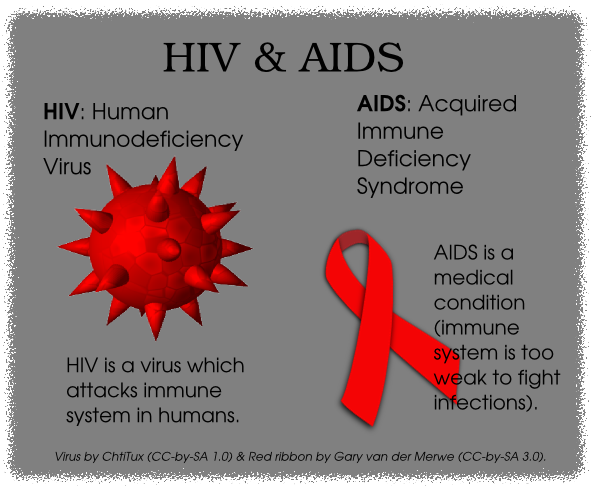 HIV & AIDS
HIV: Human
Immunodeficiency
Virus
AIDS: Acquired
Immune
Deficiency
Syndrome
HIV is a virus which
attacks immune
system in humans.
AIDS is a
medical
condition
(immune
system is too
weak to fight
infections).
Virus by ChtiTux (CC-by-SA 1.0) & Red ribbon by Gary van der Merwe (CC-by-SA 3.0).